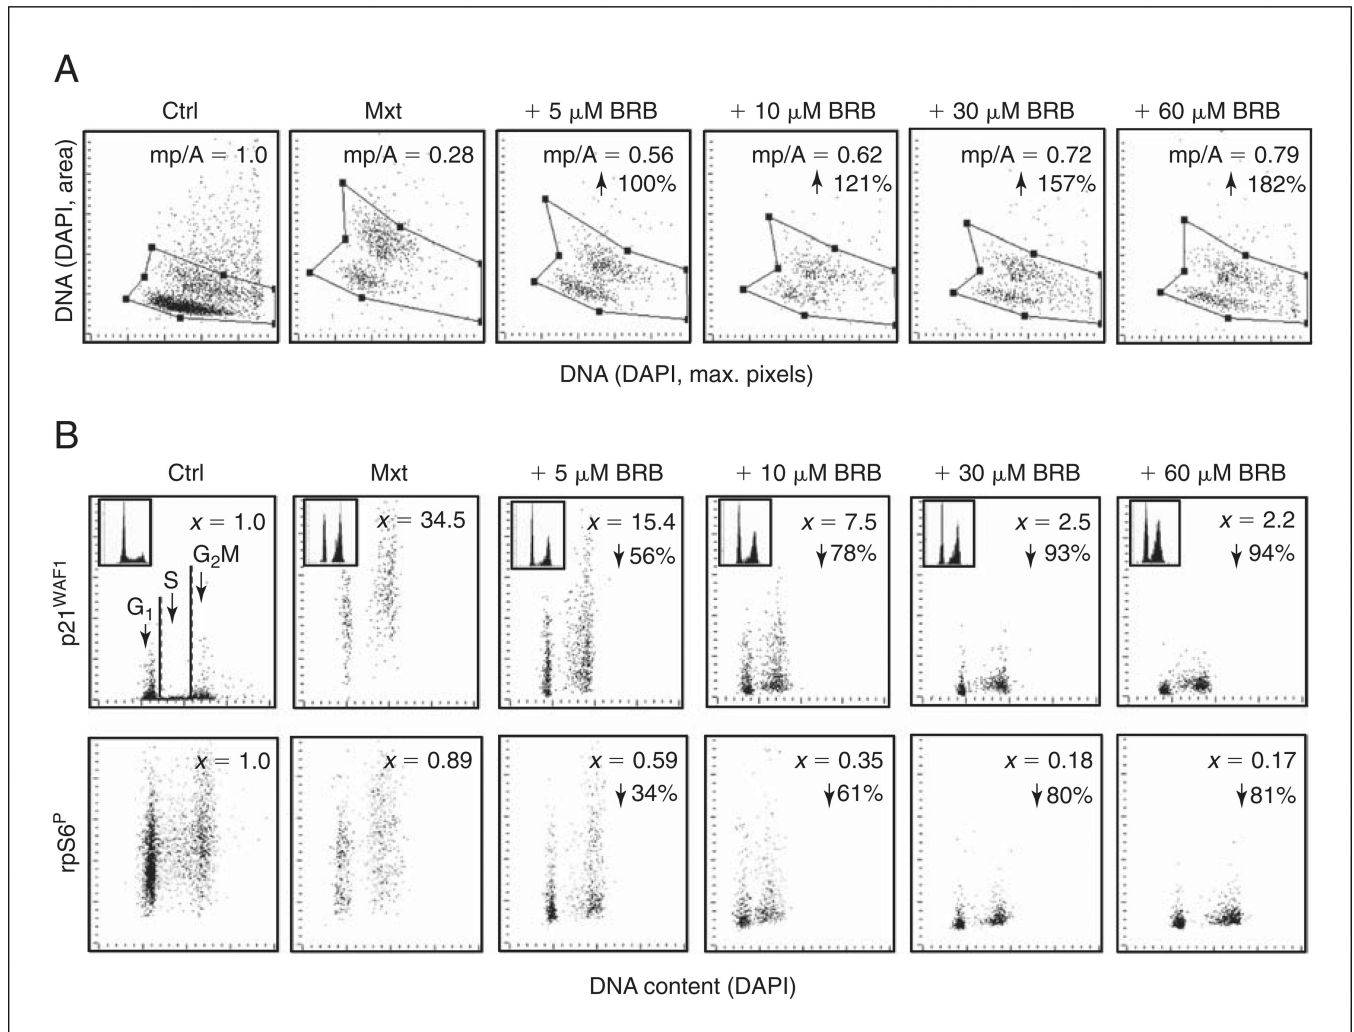 A
Ctrl
Mxt
+ 5 μM BRB
+ 10 μM BRB
+ 30 μM BRB
+ 60 μM BRB
DNA (DAPI, area)
mp/A = 1.0
mp/A = 0.28
mp/A = 0.56
↑ 100%
mp/A = 0.62
↑ 121%
mp/A = 0.72
↑ 157%
mp/A = 0.79
↑ 182%
R1
R1
R1
DNA (DAPI, max. pixels)
B
Ctrl
Mxt
+ 5 μM BRB
+ 10 μM BRB
+ 30 μM BRB
+ 60 μM BRB
p21WAF1
x = 1.0
G2M
S
G1
x = 34.5
x = 15.4
↓ 56%
x = 7.5
↓ 78%
x = 2.5
↓ 93%
x = 2.2
↓ 94%
rpS6P
x = 1.0
x = 0.89
x = 0.59
↓ 34%
x = 0.35
↓ 61%
x = 0.18
↓ 80%
x = 0.17
↓ 81%
DNA content (DAPI)